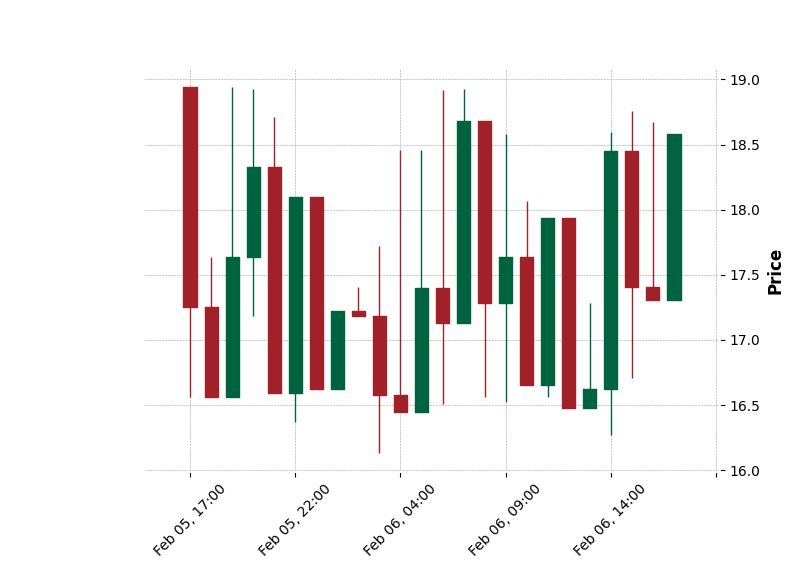 19.0
18.5
18.0
17.5
17.0
16.5
16.0
Price
Feb 05, 17:00
Feb 05, 22:00
Feb 06, 04:00
Feb 06, 09:00
Feb 06, 14:00